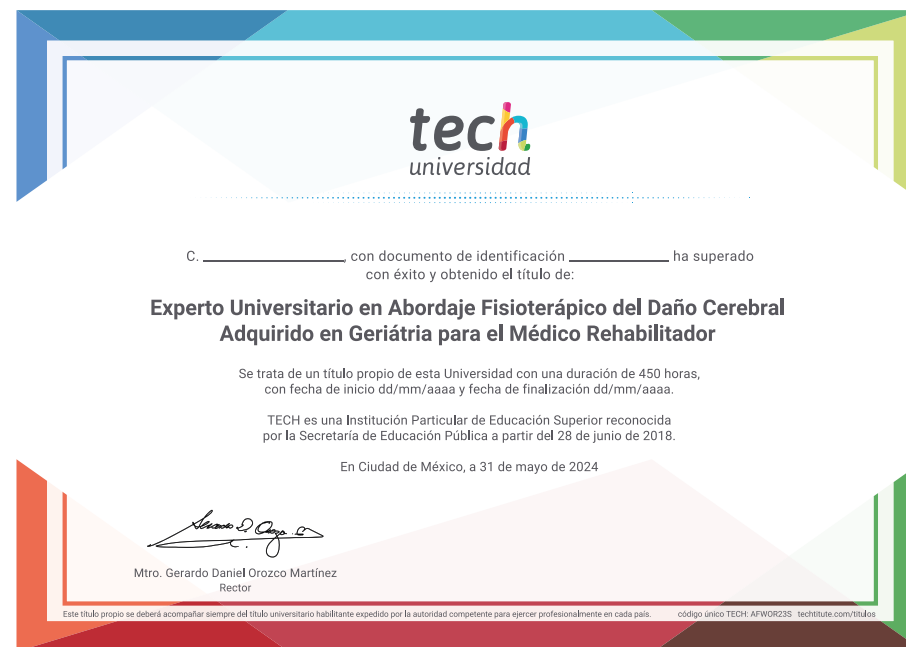 tech
universidad
C. ____________________, con documento de identificación ______________ ha superado
con éxito y obtenido el título de:
Experto Universitario en Abordaje Fisioterápico del Daño Cerebral
Adquirido en Geriátria para el Médico Rehabilitador
Se trata de un título propio de esta Universidad con una duración de 450 horas,
con fecha de inicio dd/mm/aaaa y fecha de finalización dd/mm/aaaa.
TECH es una Institución Particular de Educación Superior reconocida
por la Secretaría de Educación Pública a partir del 28 de junio de 2018.
En Ciudad de México, a 31 de mayo de 2024
Mtro. Gerardo Daniel Orozco Martínez
Rector
Este título propio se deberá acompañar siempre del título universitario habilitante expedido por la autoridad competente para ejercer profesionalmente en cada país. código único TECH: AFWOR23S techtitute.com/titulos